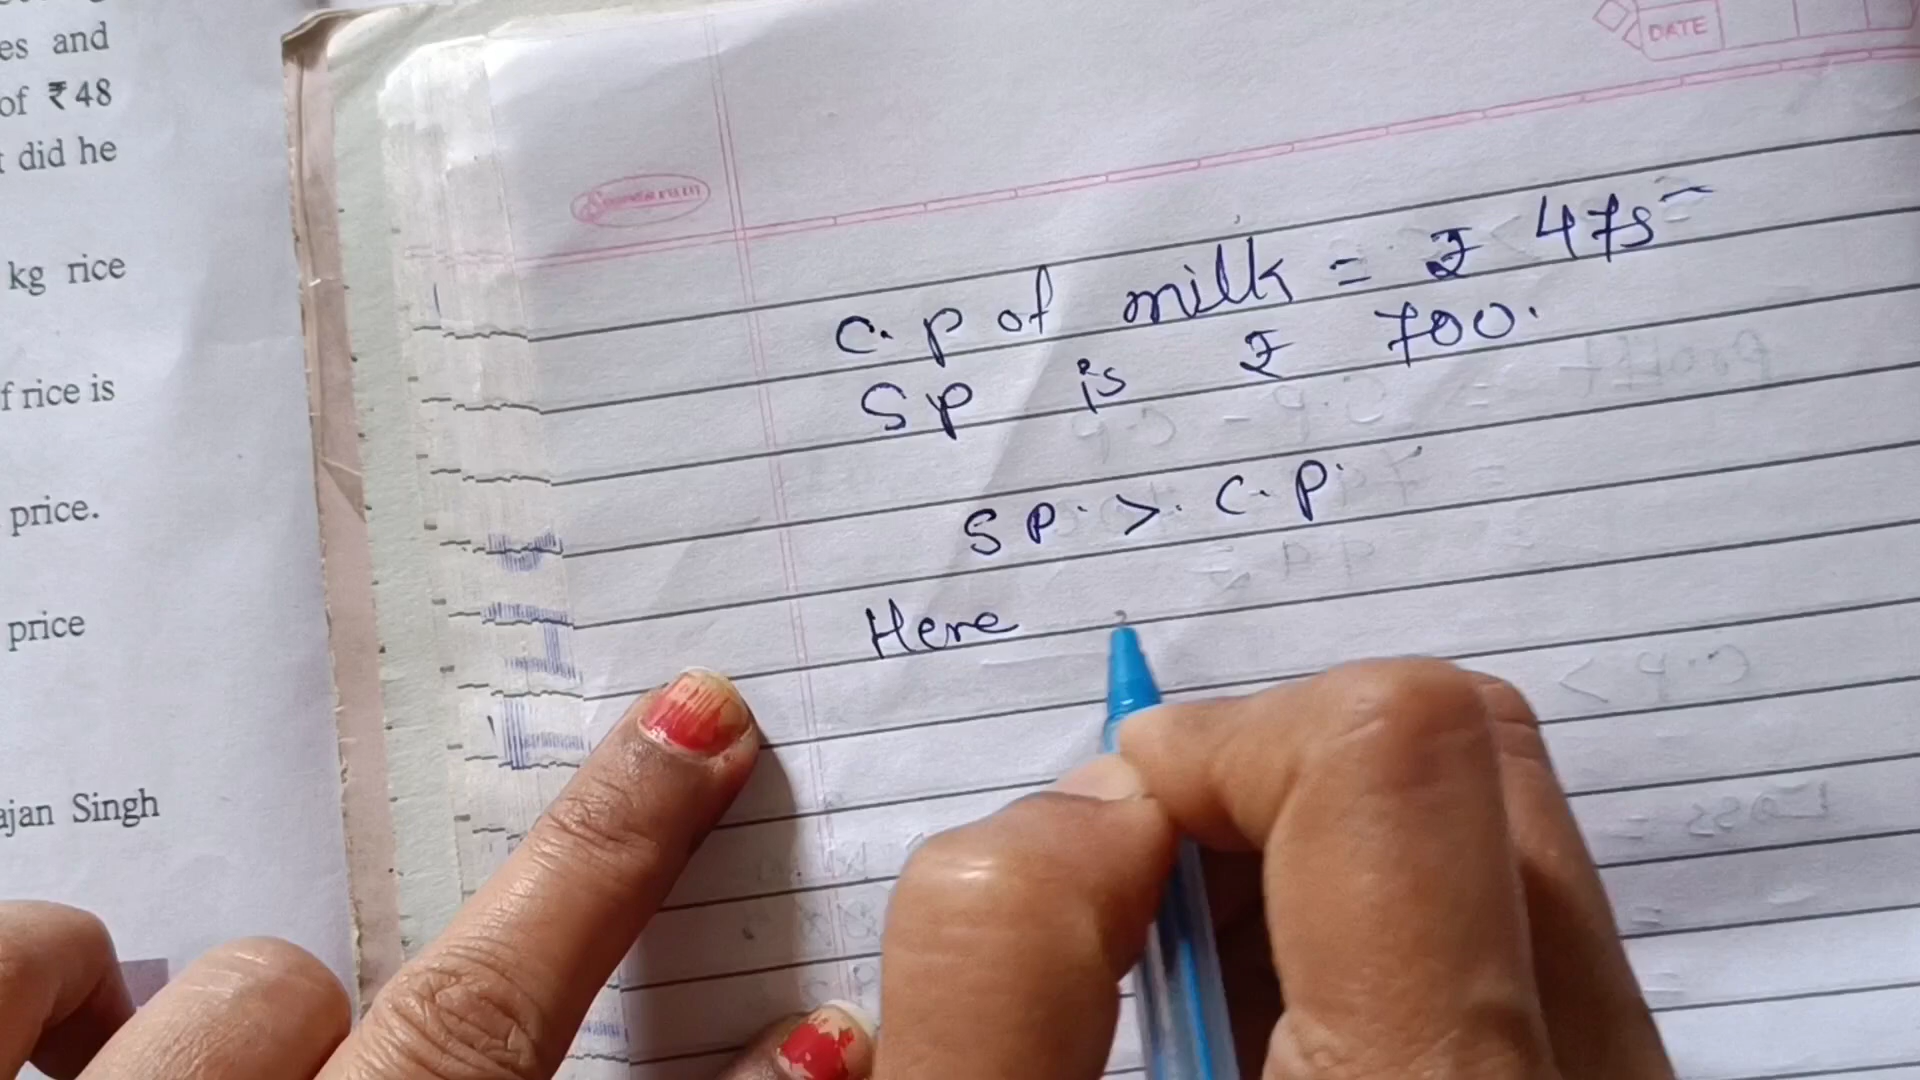 es and
of ₹48
did he
kg rice
f rice is
price.
price
ajan Singh
Soundaram
DATE
C.P of milk = ₹ 475
SP is ₹ 700.
SP. > C.P.
Here